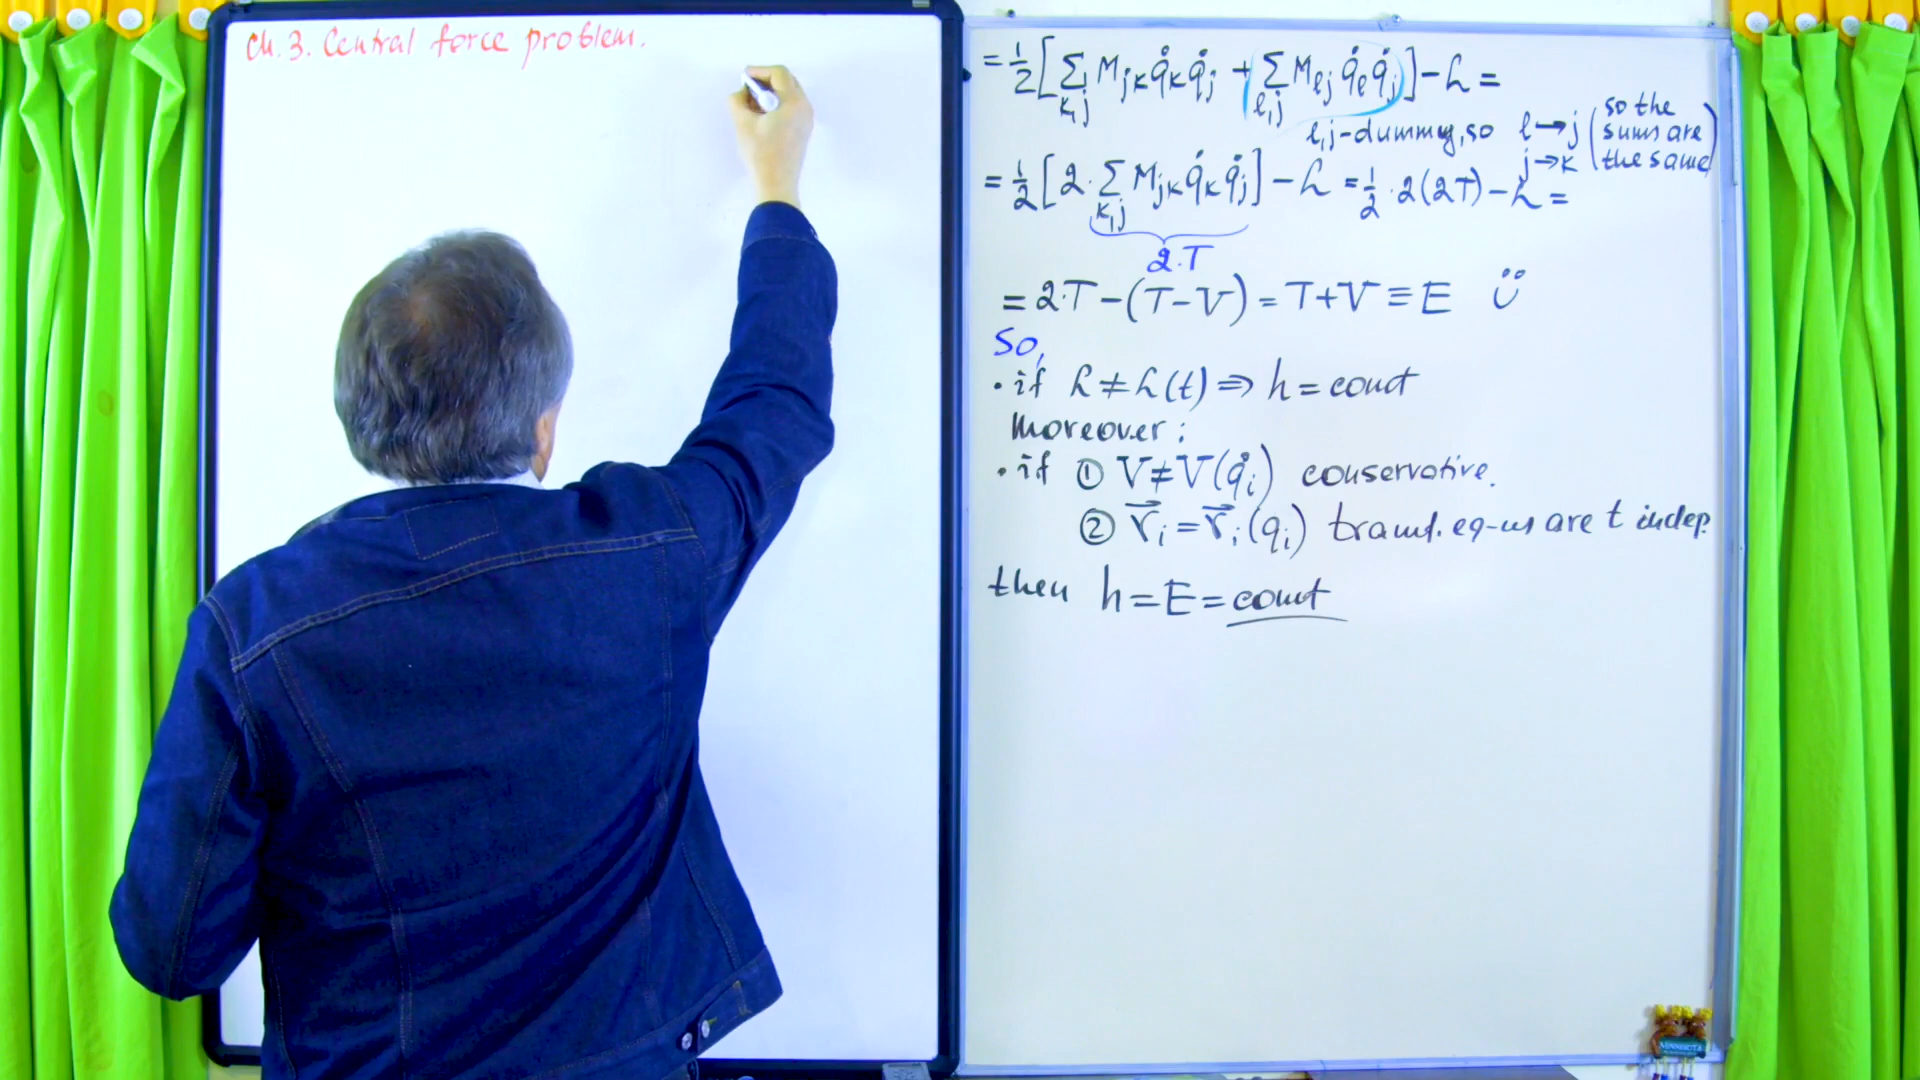 Ch. 3. Central force problem.
= 1/2 [ Σ_{k,j} M_{jk} q̇_k q̇_j + Σ_{l,j} M_{lj} q̇_l q̇_j ] - L =
l,j - dummy, so l → j ( so the
j → k sums are
the same )
= 1/2 [ 2 · Σ_{k,j} M_{jk} q̇_k q̇_j ] - L = 1/2 · 2(2T) - L =
2·T
= 2·T - (T - V) = T + V ≡ E ü
So,
• if L ≠ L(t) ⇒ h = const
Moreover:
• if ① V ≠ V(q̇_i) conservative.
② r⃗_i = r⃗_i(q_i) transf. eq-ns are t indep.
then h = E = const
MINNESOTA